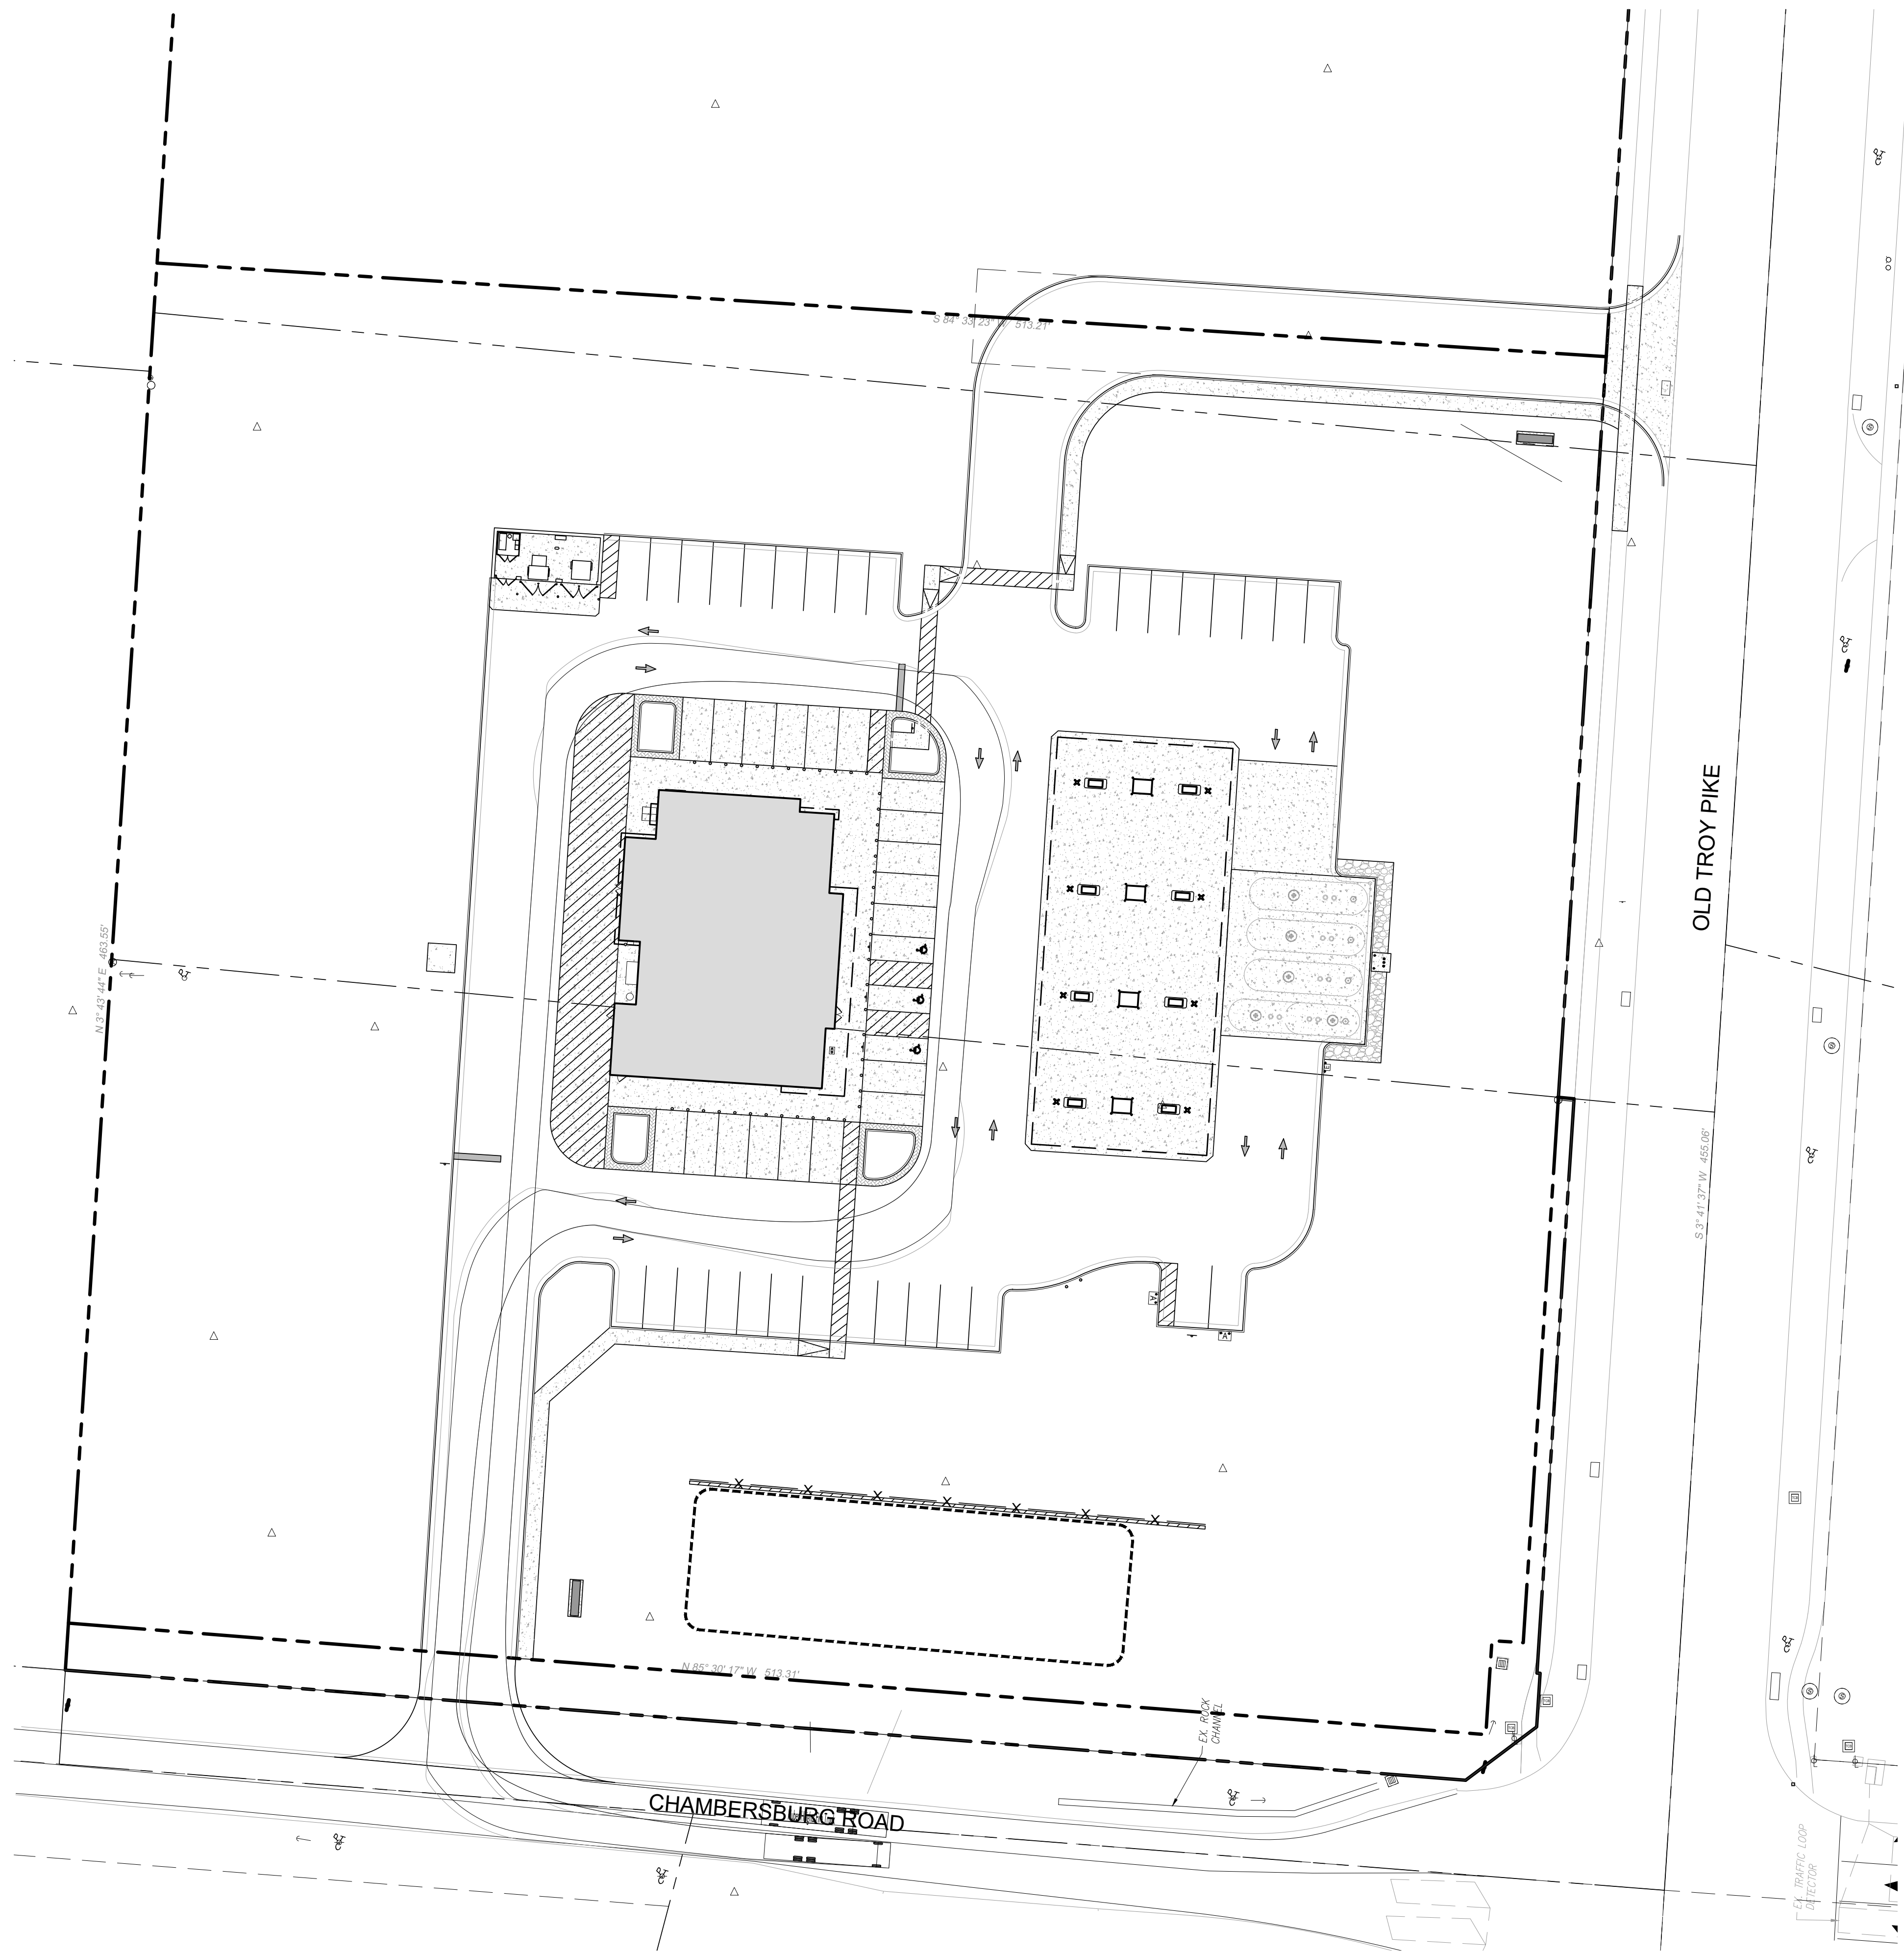 S 84° 33' 23" W 513.21'
OLD TROY PIKE
N 3° 43' 44" E 463.55'
S 3° 41' 37" W 455.06'
A
A
N 85° 30' 17" W 513.31'
EX. ROCK
CHANNEL
CHAMBERSBURG ROAD
EX. TRAFFIC LOOP
DETECTOR